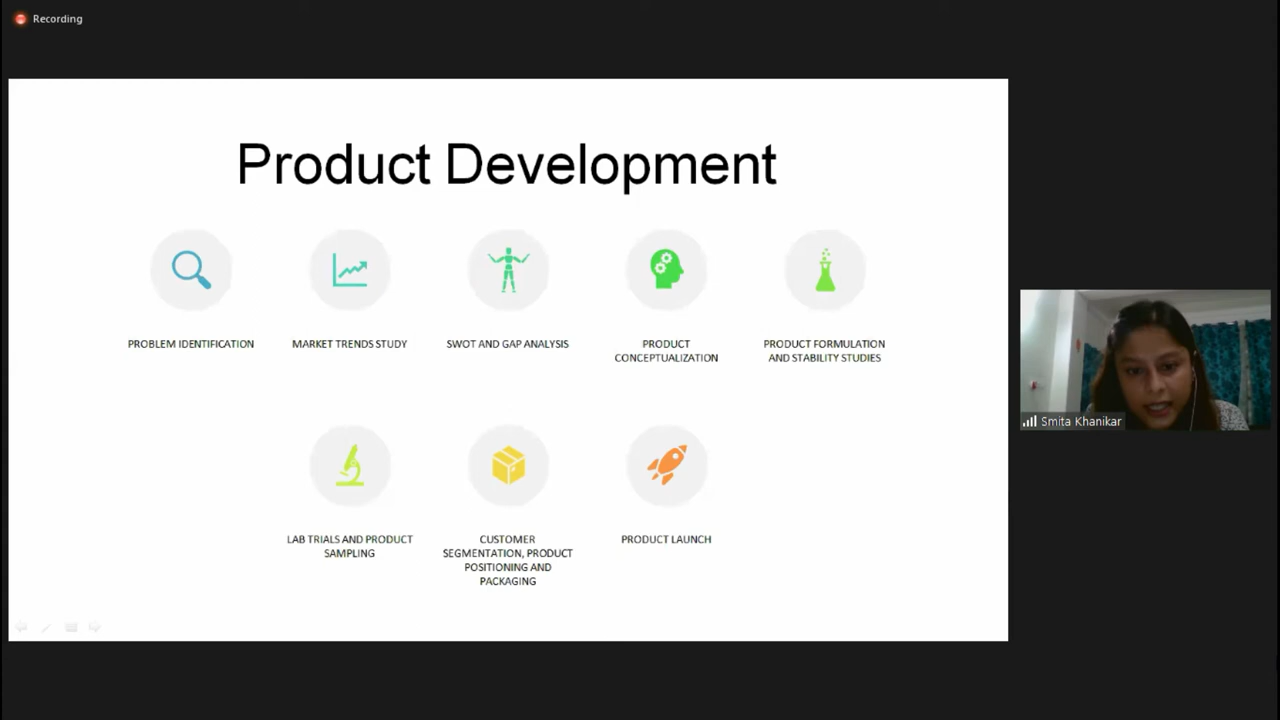 Recording
Product Development
PROBLEM IDENTIFICATION
MARKET TRENDS STUDY
SWOT AND GAP ANALYSIS
PRODUCT
CONCEPTUALIZATION
PRODUCT FORMULATION
AND STABILITY STUDIES
LAB TRIALS AND PRODUCT
SAMPLING
CUSTOMER
SEGMENTATION, PRODUCT
POSITIONING AND
PACKAGING
PRODUCT LAUNCH
Smita Khanikar